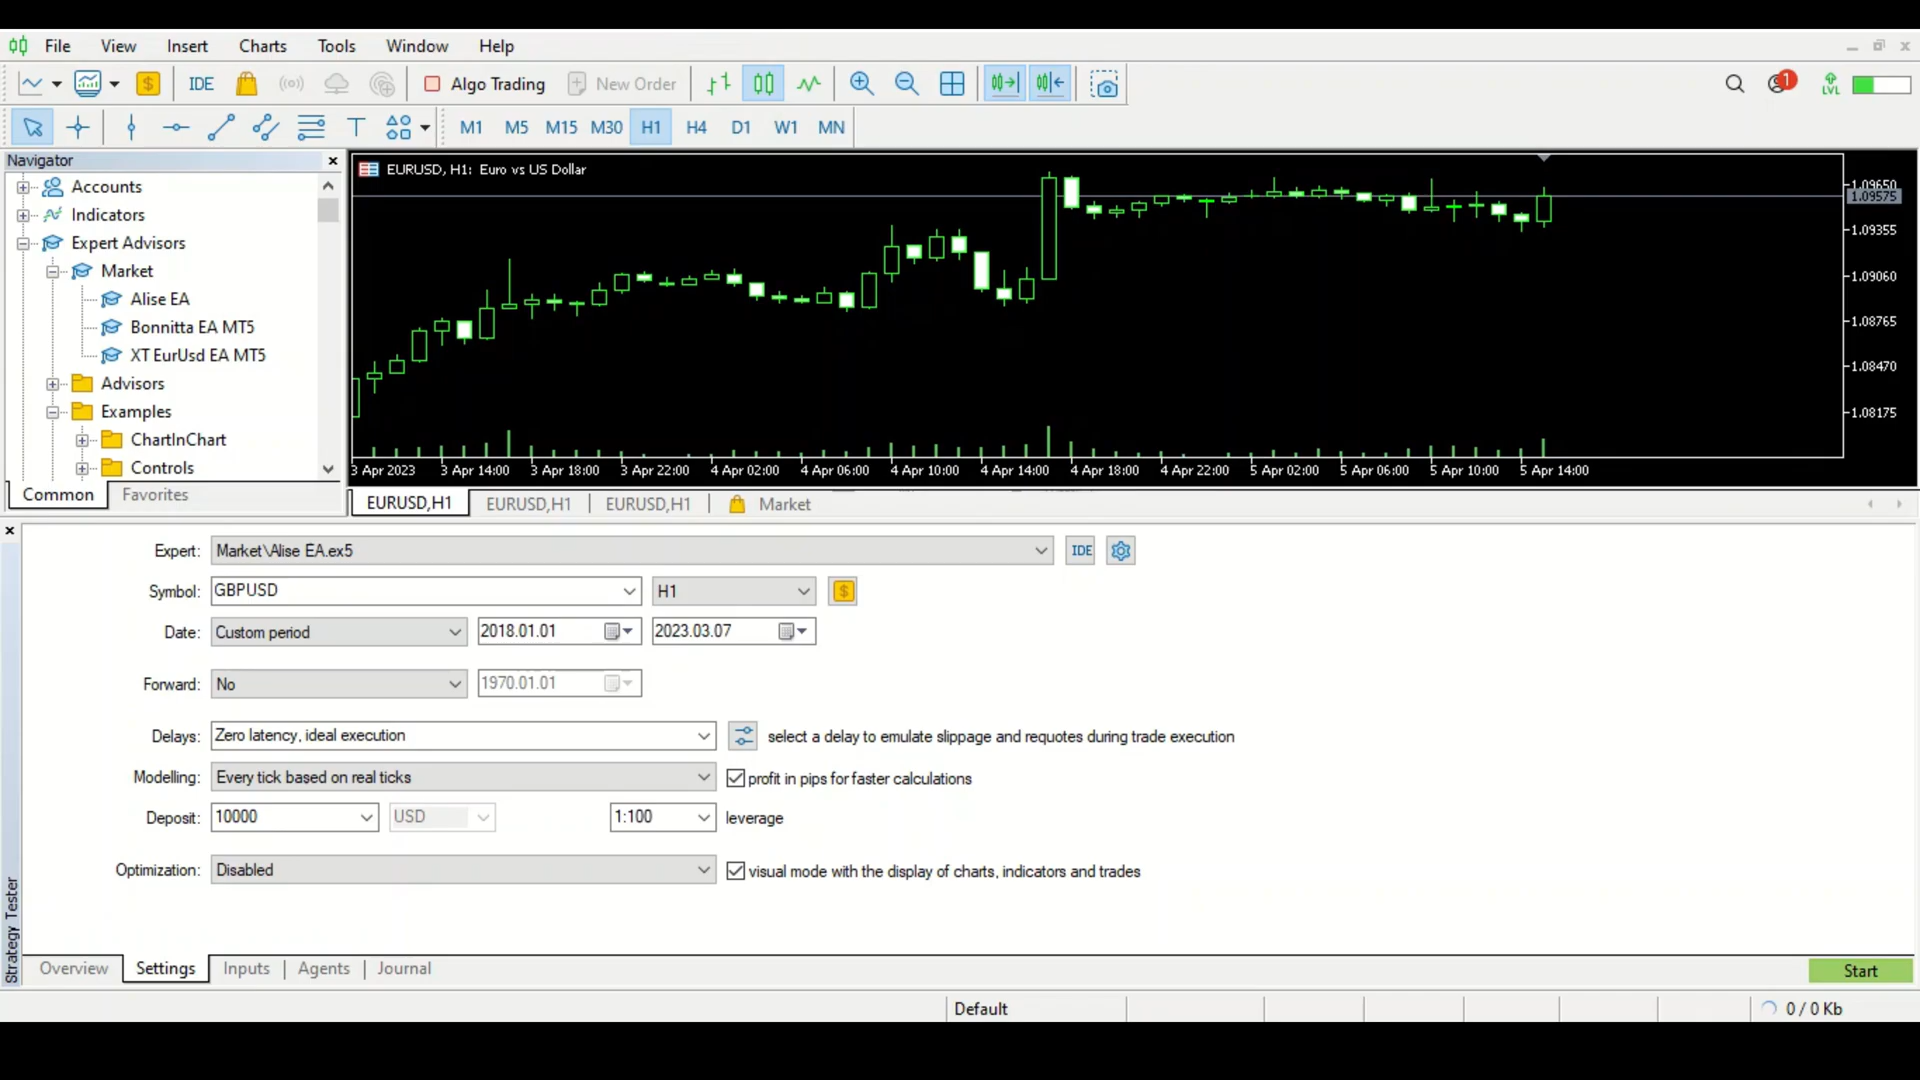 File View Insert Charts Tools Window Help
IDE Algo Trading New Order 1 LVL
T M1 M5 M15 M30 H1 H4 D1 W1 MN
Navigator
Accounts
Indicators
Expert Advisors
Market
Alise EA
Bonnitta EA MT5
XT EurUsd EA MT5
Advisors
Examples
ChartInChart
Controls
Common Favorites
EURUSD, H1: Euro vs US Dollar
1.09650
1.09575
1.09355
1.09060
1.08765
1.08470
1.08175
3 Apr 2023 3 Apr 14:00 3 Apr 18:00 3 Apr 22:00 4 Apr 02:00 4 Apr 06:00 4 Apr 10:00 4 Apr 14:00 4 Apr 18:00 4 Apr 22:00 5 Apr 02:00 5 Apr 06:00 5 Apr 10:00 5 Apr 14:00
EURUSD,H1 EURUSD,H1 EURUSD,H1 Market
Expert: Market\Alise EA.ex5 IDE
Symbol: GBPUSD H1 $
Date: Custom period 2018.01.01 2023.03.07
Forward: No 1970.01.01
Delays: Zero latency, ideal execution select a delay to emulate slippage and requotes during trade execution
Modelling: Every tick based on real ticks profit in pips for faster calculations
Deposit: 10000 USD 1:100 leverage
Optimization: Disabled visual mode with the display of charts, indicators and trades
Strategy Tester
Overview Settings Inputs Agents Journal Start
Default 0 / 0 Kb